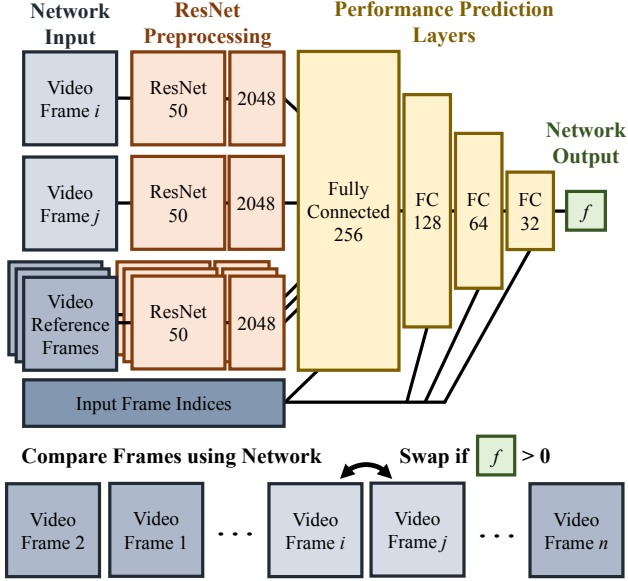 Network
Input
ResNet
Preprocessing
Performance Prediction
Layers
Video
Frame i
ResNet
50
2048
Video
Frame j
ResNet
50
2048
Video
Reference
Frames
ResNet
50
2048
Input Frame Indices
Fully
Connected
256
FC
128
FC
64
FC
32
Network
Output
f
Compare Frames using Network
Swap if f > 0
Video
Frame 2
Video
Frame 1
. . .
Video
Frame i
Video
Frame j
. . .
Video
Frame n